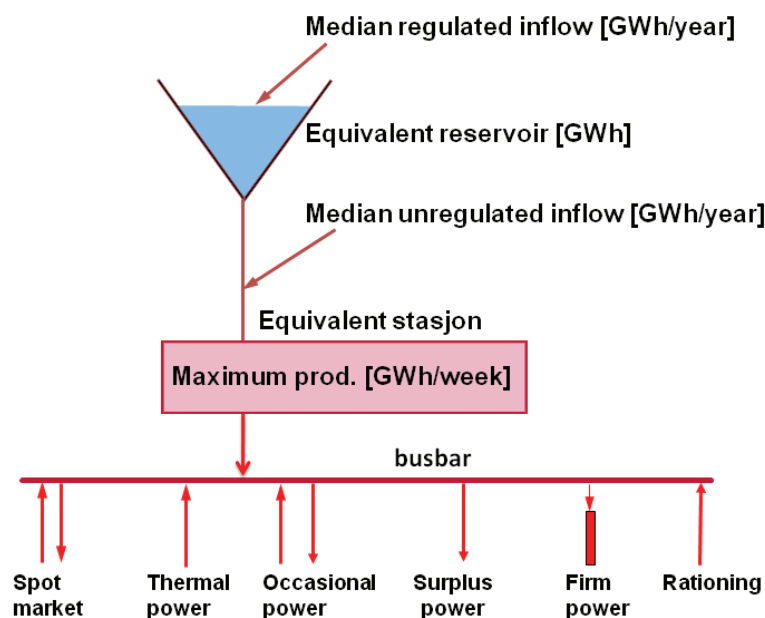 Median regulated inflow [GWh/year]
Equivalent reservoir [GWh]
Median unregulated inflow [GWh/year]
Equivalent stasjon
Maximum prod. [GWh/week]
busbar
Spot
market
Thermal
power
Occasional
power
Surplus
power
Firm
power
Rationing